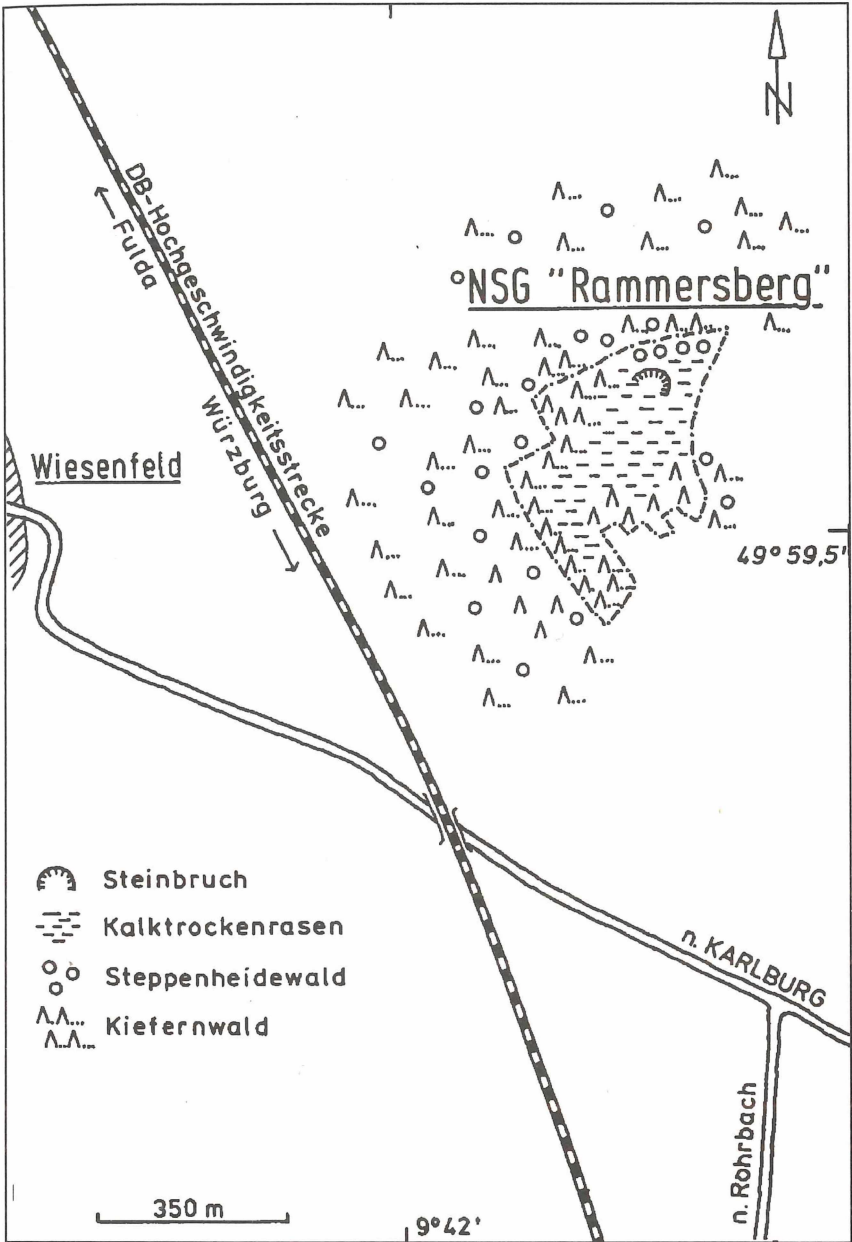 N
DB-Hochgeschwindigkeitsstrecke
← Fulda
Würzburg →
NSG "Rammersberg"
Wiesenfeld
49° 59,5'
Steinbruch
Kalktrockenrasen
Steppenheidewald
Kiefernwald
n. KARLBURG
n. Rohrbach
350 m
9° 42'